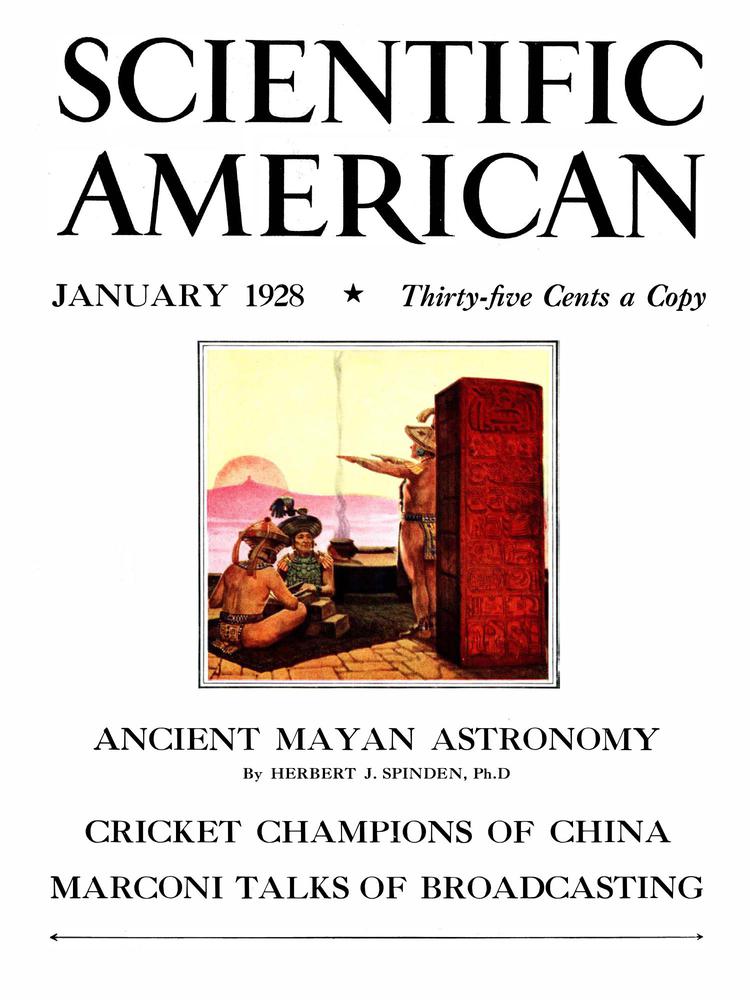 SCIENTIFIC
AMERICAN
JANUARY 1928 ★ Thirty-five Cents a Copy
ANCIENT MAYAN ASTRONOMY
By HERBERT J. SPINDEN, Ph.D
CRICKET CHAMPIONS OF CHINA
MARCONI TALKS OF BROADCASTING